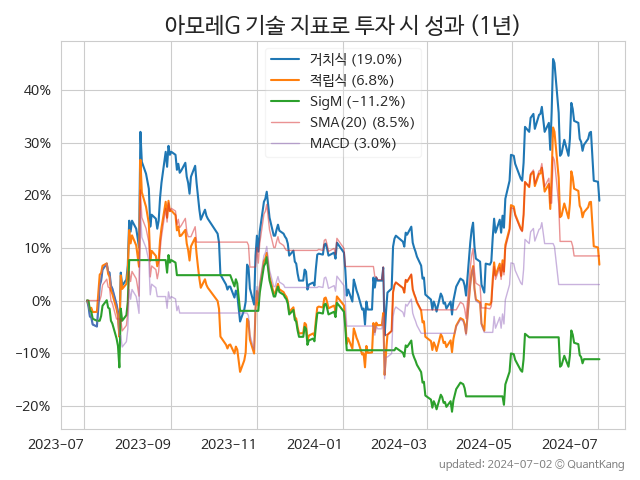 아모레G 기술 지표로 투자 시 성과 (1년)
거치식 (19.0%)
적립식 (6.8%)
SigM (−11.2%)
SMA(20) (8.5%)
MACD (3.0%)
40%
30%
20%
10%
0%
−10%
−20%
2023-07 2023-09 2023-11 2024-01 2024-03 2024-05 2024-07
updated: 2024-07-02 © QuantKang